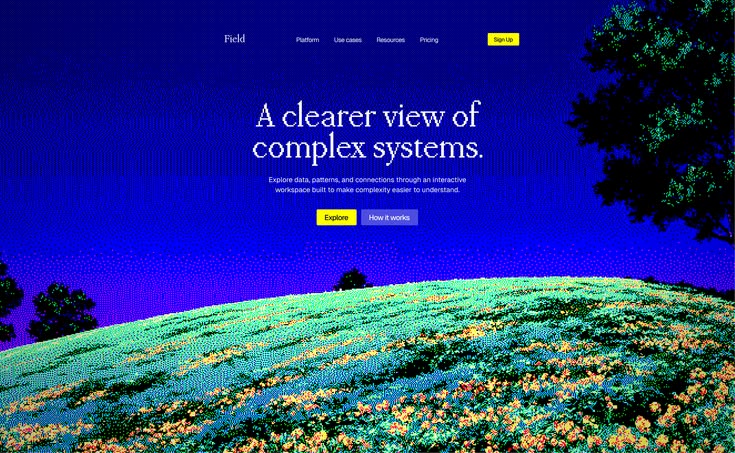 Field
Platform
Use cases
Resources
Pricing
Sign Up
A clearer view of
complex systems.
Explore data, patterns, and connections through an interactive
workspace built to make complexity easier to understand.
Explore
How it works